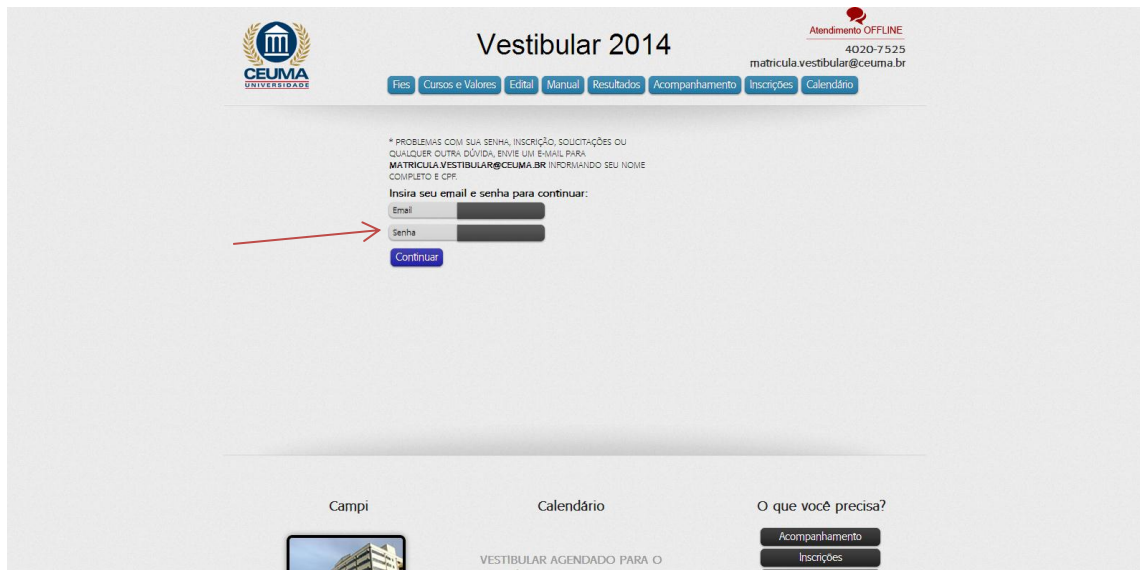 CEUMA
UNIVERSIDADE
Vestibular 2014
Atendimento OFFLINE
4020-7525
matricula.vestibular@ceuma.br
Fies
Cursos e Valores
Edital
Manual
Resultados
Acompanhamento
Inscrições
Calendário
* PROBLEMAS COM SUA SENHA, INSCRIÇÃO, SOLICITAÇÕES OU
QUALQUER OUTRA DÚVIDA, ENVIE UM E-MAIL PARA
MATRICULA.VESTIBULAR@CEUMA.BR INFORMANDO SEU NOME
COMPLETO E CPF.
Insira seu email e senha para continuar:
Email
Senha
Continuar
Campi
Calendário
VESTIBULAR AGENDADO PARA O
O que você precisa?
Acompanhamento
Inscrições